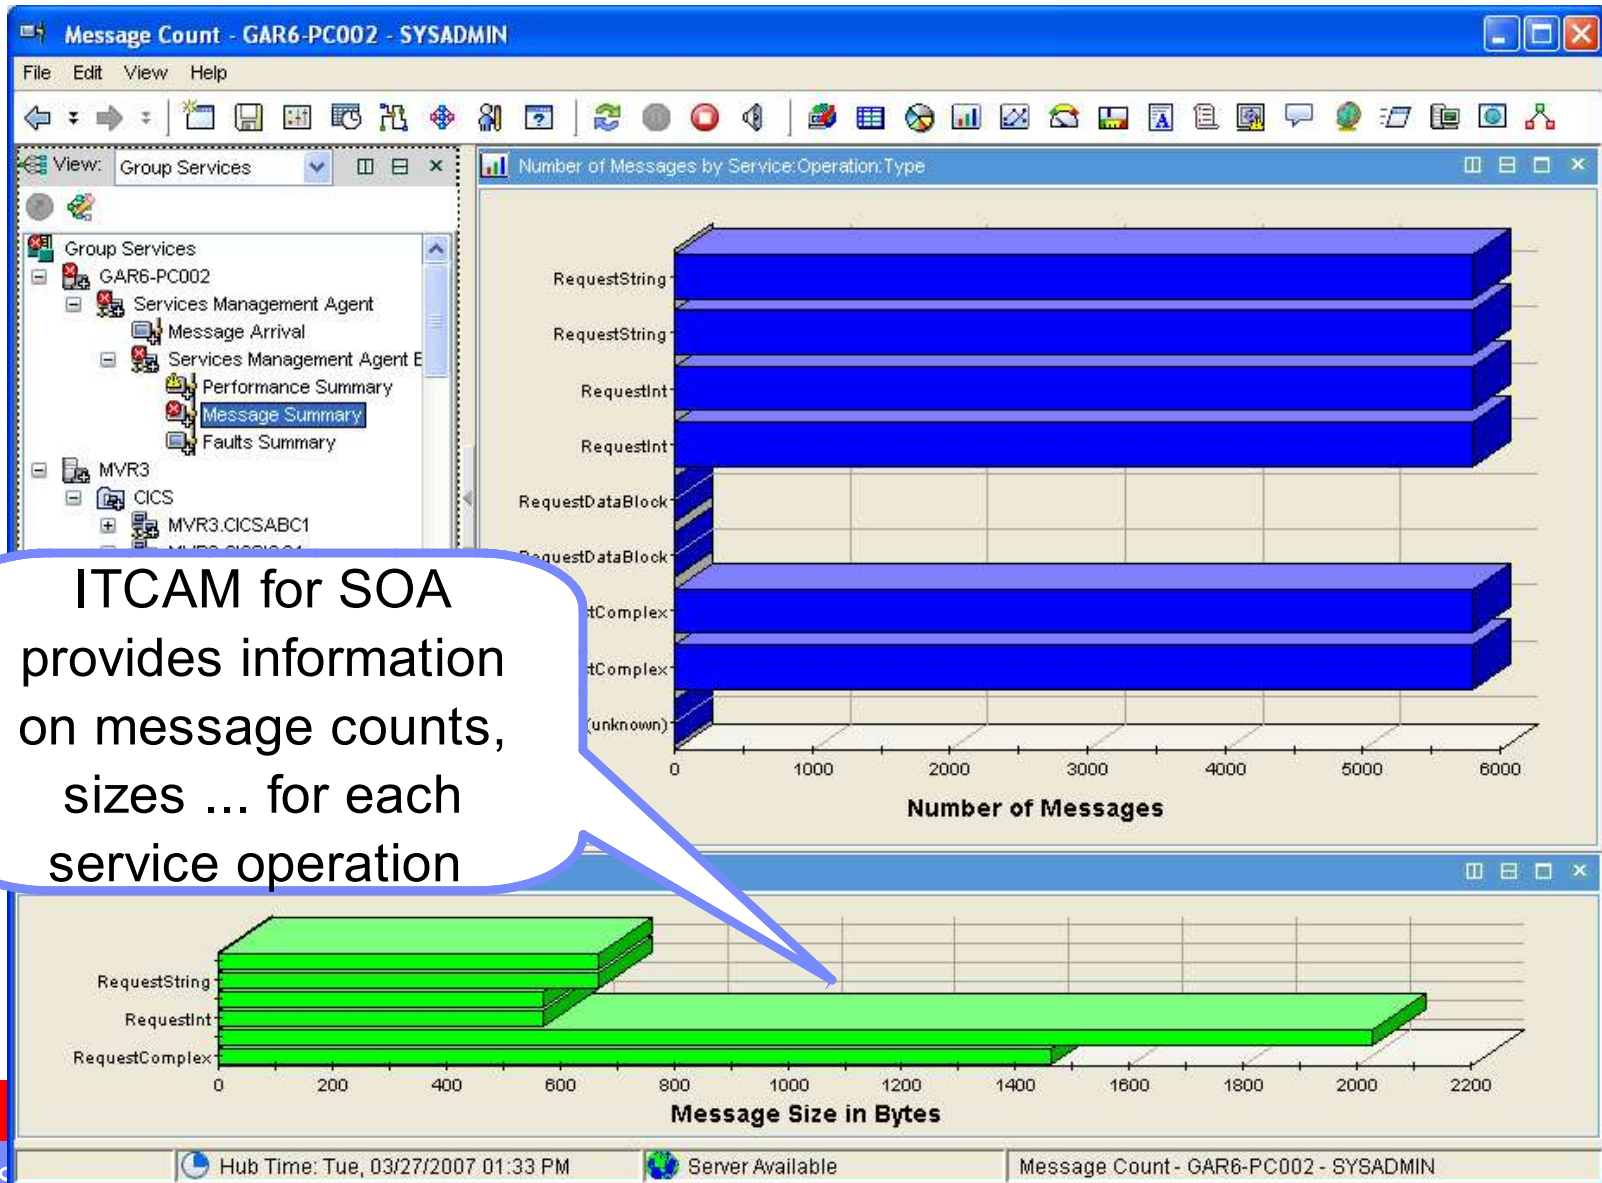 Message Count - GAR6-PC002 - SYSADMIN
File Edit View Help
View: Group Services
Number of Messages by Service:Operation:Type
Group Services
GAR6-PC002
Services Management Agent
Message Arrival
Services Management Agent E
Performance Summary
Message Summary
Faults Summary
MVR3
CICS
MVR3.CICSABC1
ITCAM for SOA
provides information
on message counts,
sizes ... for each
service operation
RequestString
RequestString
RequestInt
RequestInt
RequestDataBlock
questDataBlock
tComplex
tComplex
(unknown)
0 1000 2000 3000 4000 5000 6000
Number of Messages
RequestString
RequestInt
RequestComplex
0 200 400 600 800 1000 1200 1400 1600 1800 2000 2200
Message Size in Bytes
Hub Time: Tue, 03/27/2007 01:33 PM
Server Available
Message Count - GAR6-PC002 - SYSADMIN